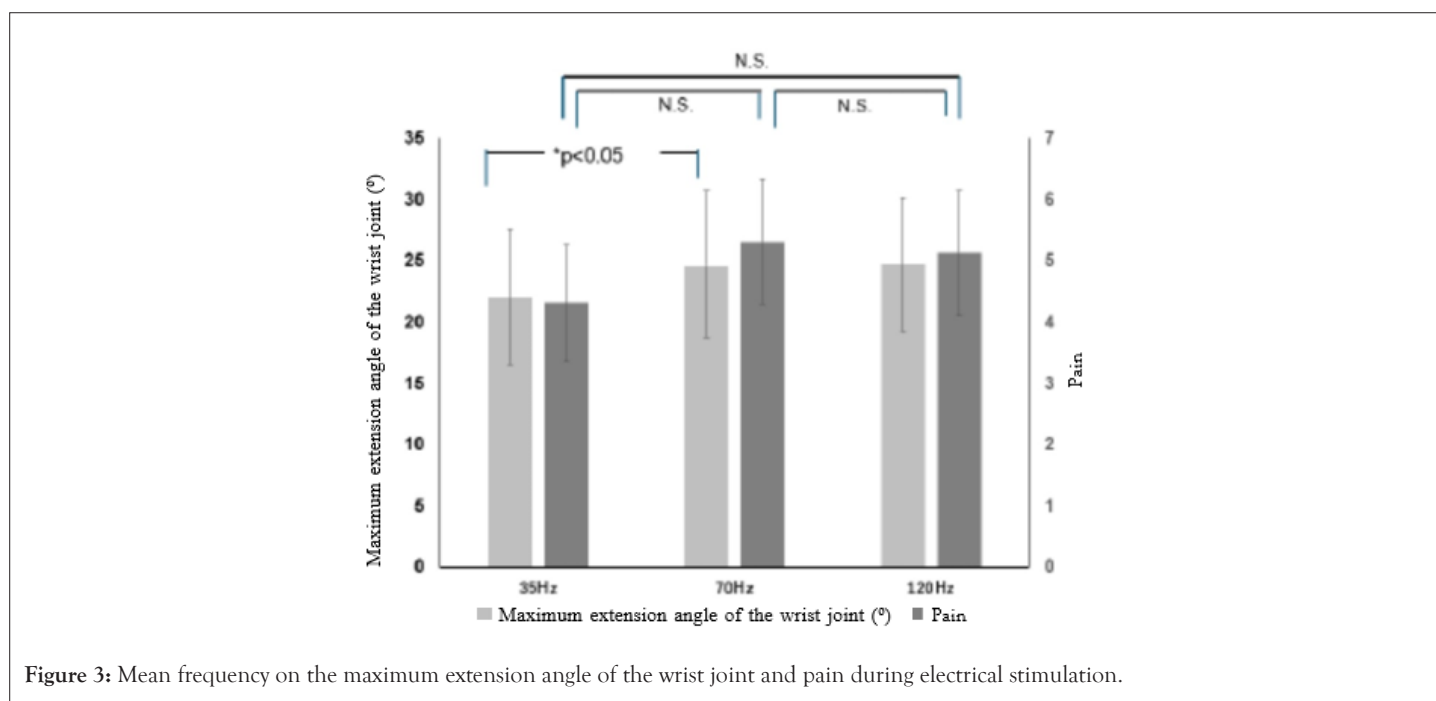 N.S.
N.S. N.S.
*p<0.05
Maximum extension angle of the wrist joint (⁰)
35
30
25
20
15
10
5
0
7
6
5
4
3
2
1
0
Pain
35Hz 70Hz 120Hz
Maximum extension angle of the wrist joint (⁰) Pain
Figure 3: Mean frequency on the maximum extension angle of the wrist joint and pain during electrical stimulation.